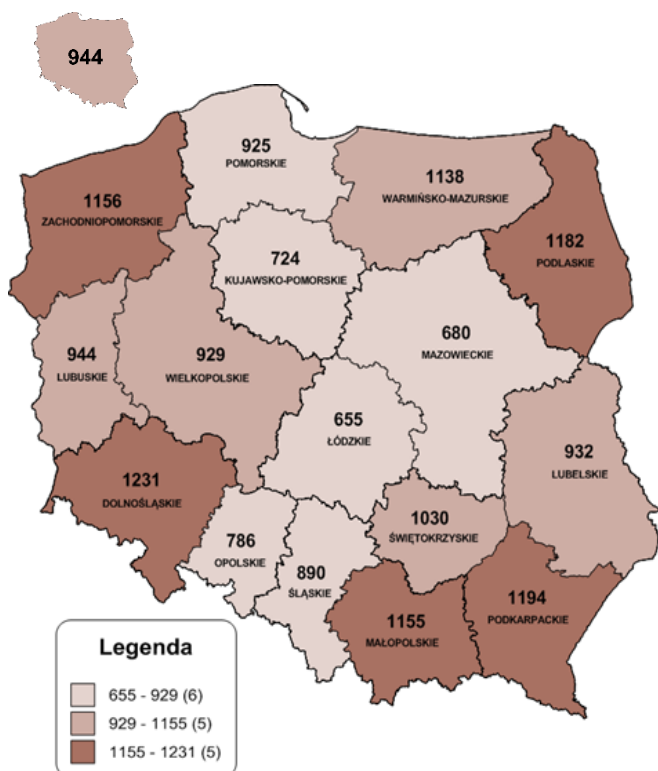 944
925
POMORSKIE
1138
WARMIŃSKO-MAZURSKIE
1156
ZACHODNIOPOMORSKIE
1182
PODLASKIE
724
KUJAWSKO-POMORSKIE
680
MAZOWIECKIE
944
LUBUSKIE
929
WIELKOPOLSKIE
655
ŁÓDZKIE
932
LUBELSKIE
1231
DOLNOŚLĄSKIE
1030
ŚWIĘTOKRZYSKIE
786
OPOLSKIE
890
ŚLĄSKIE
1155
MAŁOPOLSKIE
1194
PODKARPACKIE
Legenda
655 - 929 (6)
929 - 1155 (5)
1155 - 1231 (5)